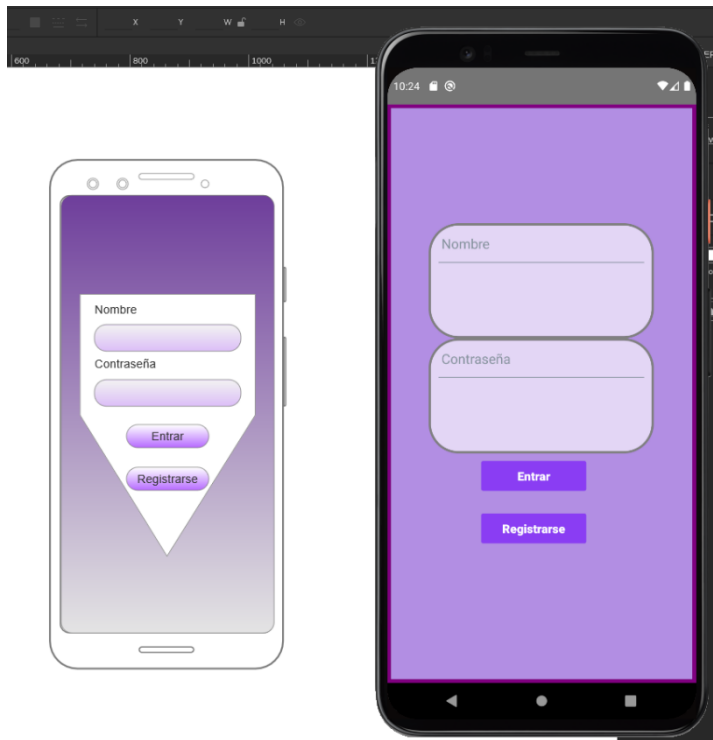 X Y W H
600 800 1000
Nombre
Contraseña
Entrar
Registrarse
10:24
Nombre
Contraseña
Entrar
Registrarse